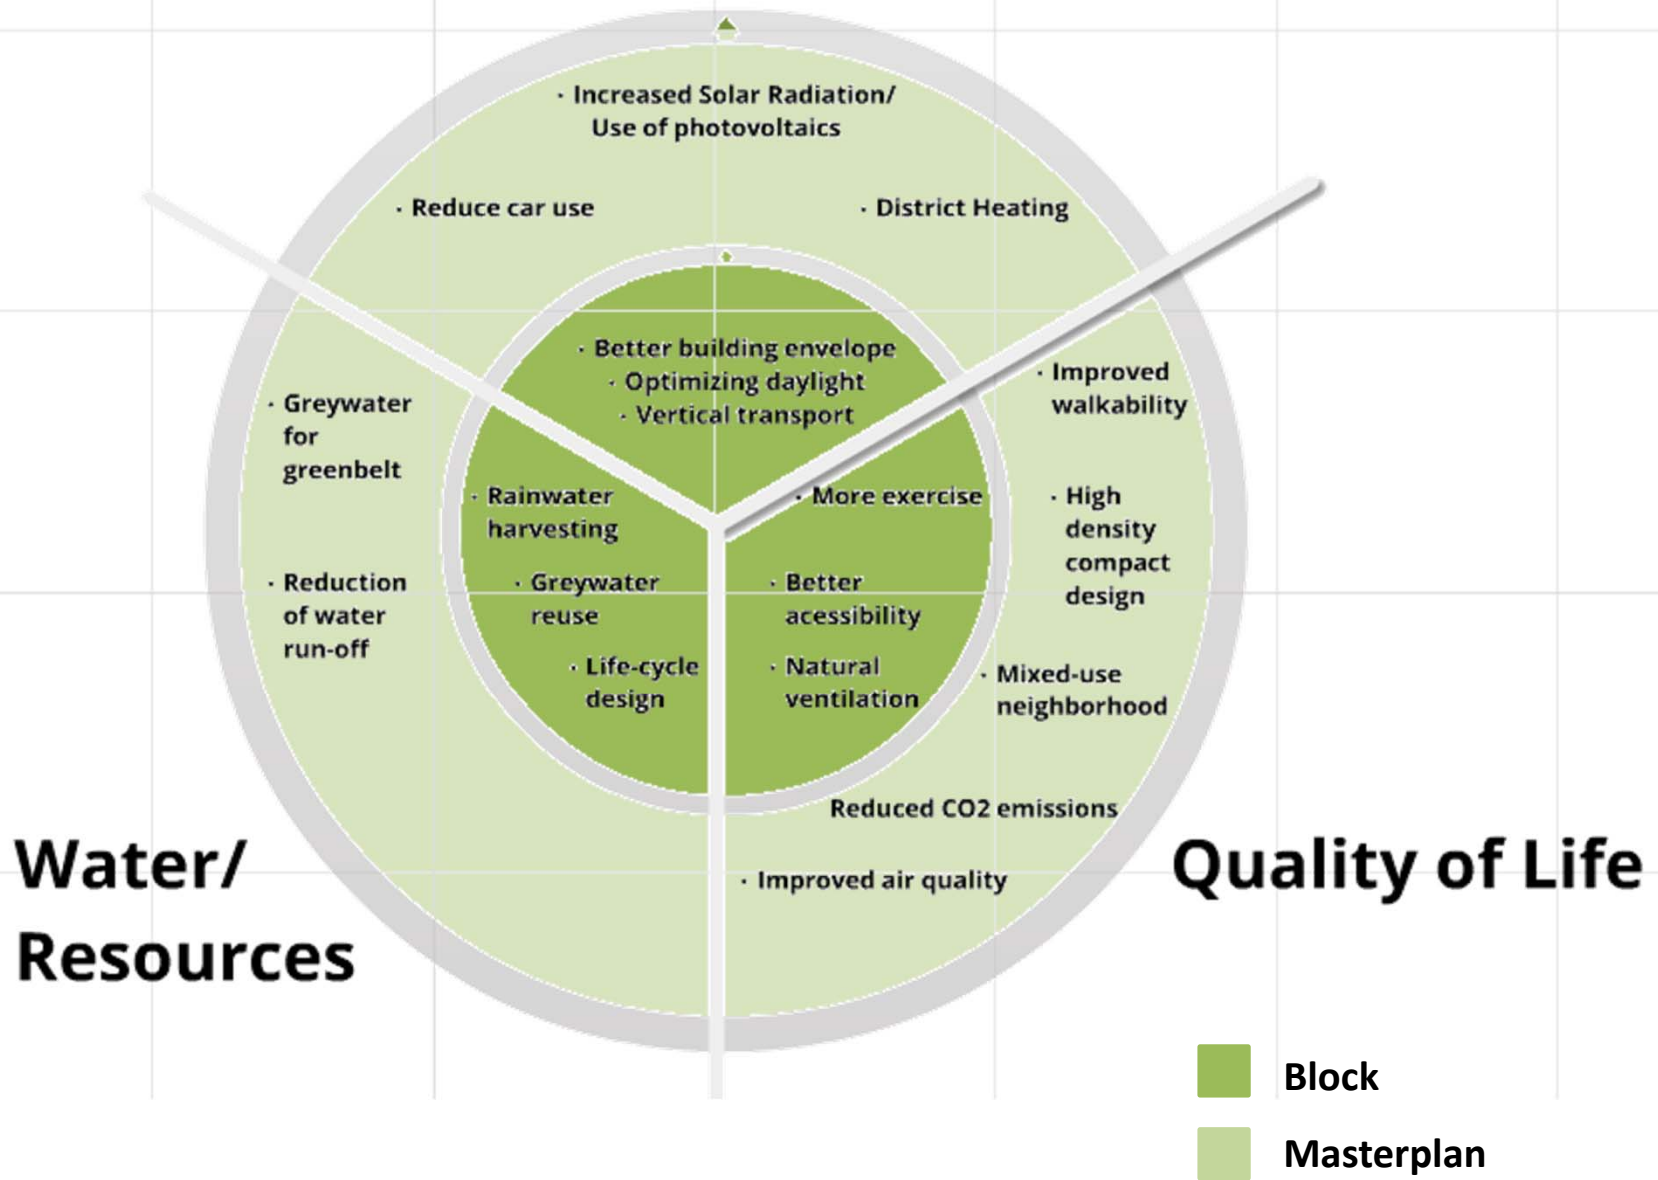 · Increased Solar Radiation/
Use of photovoltaics
· Reduce car use
· District Heating
· Better building envelope
· Optimizing daylight
· Vertical transport
· Greywater
for
greenbelt
· Reduction
of water
run-off
· Rainwater
harvesting
· Greywater
reuse
· Life-cycle
design
· More exercise
· Better
acessibility
· Natural
ventilation
· Improved
walkability
· High
density
compact
design
· Mixed-use
neighborhood
Reduced CO2 emissions
· Improved air quality
Water/
Resources
Quality of Life
Block
Masterplan